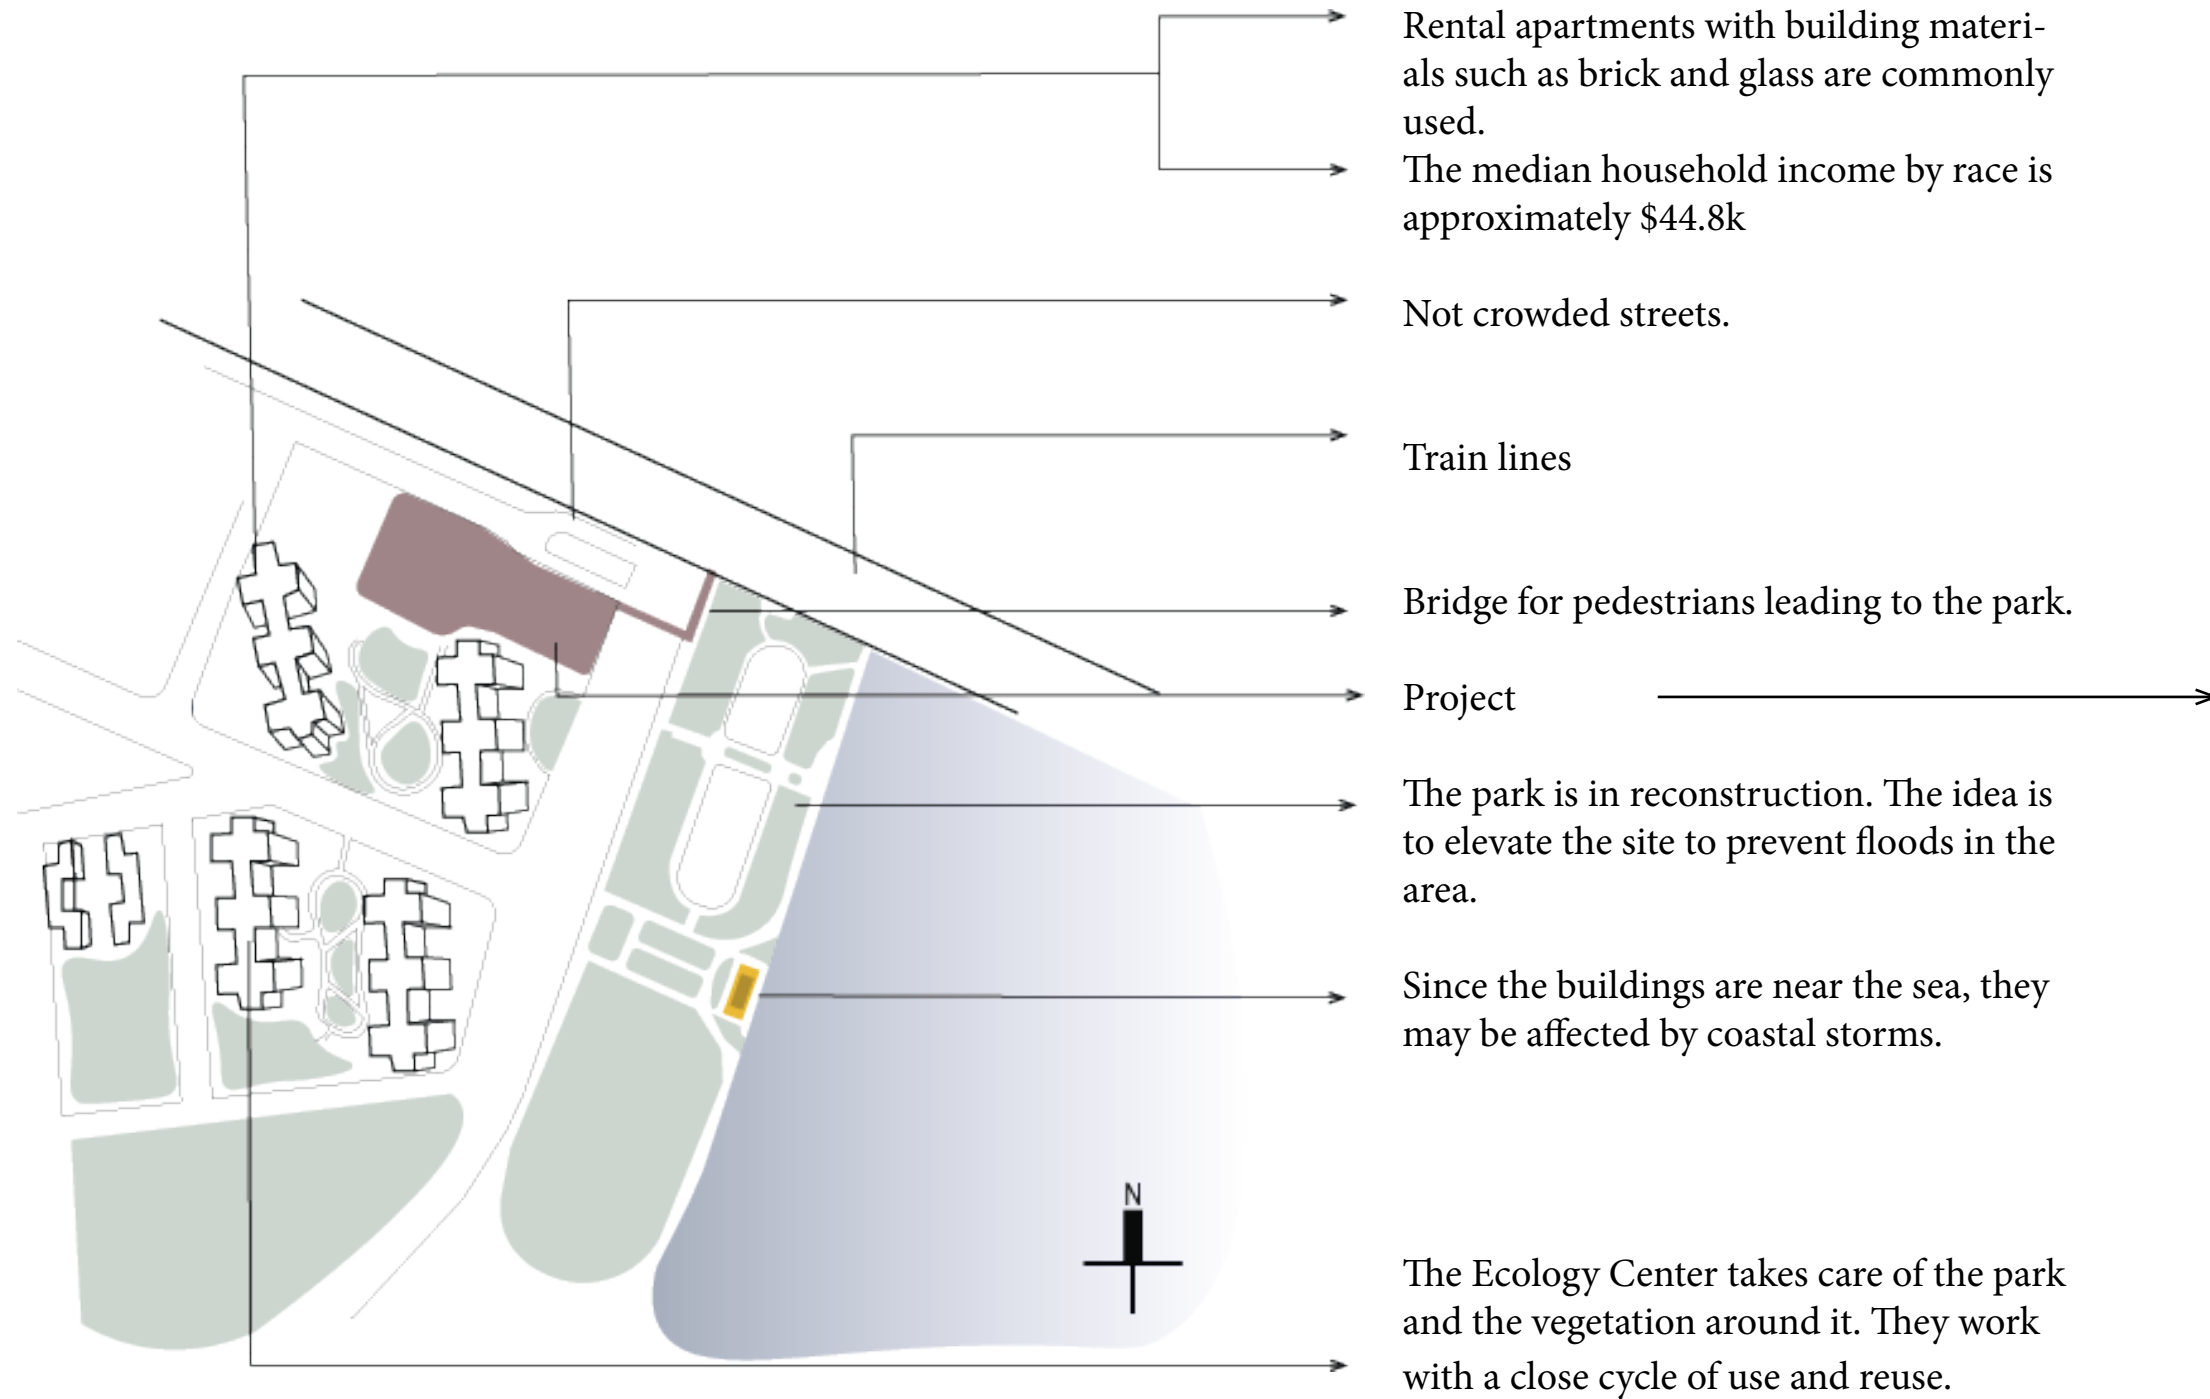 Rental apartments with building materi-
als such as brick and glass are commonly
used.
The median household income by race is
approximately $44.8k
Not crowded streets.
Train lines
Bridge for pedestrians leading to the park.
Project
The park is in reconstruction. The idea is
to elevate the site to prevent floods in the
area.
Since the buildings are near the sea, they
may be affected by coastal storms.
N
The Ecology Center takes care of the park
and the vegetation around it. They work
with a close cycle of use and reuse.